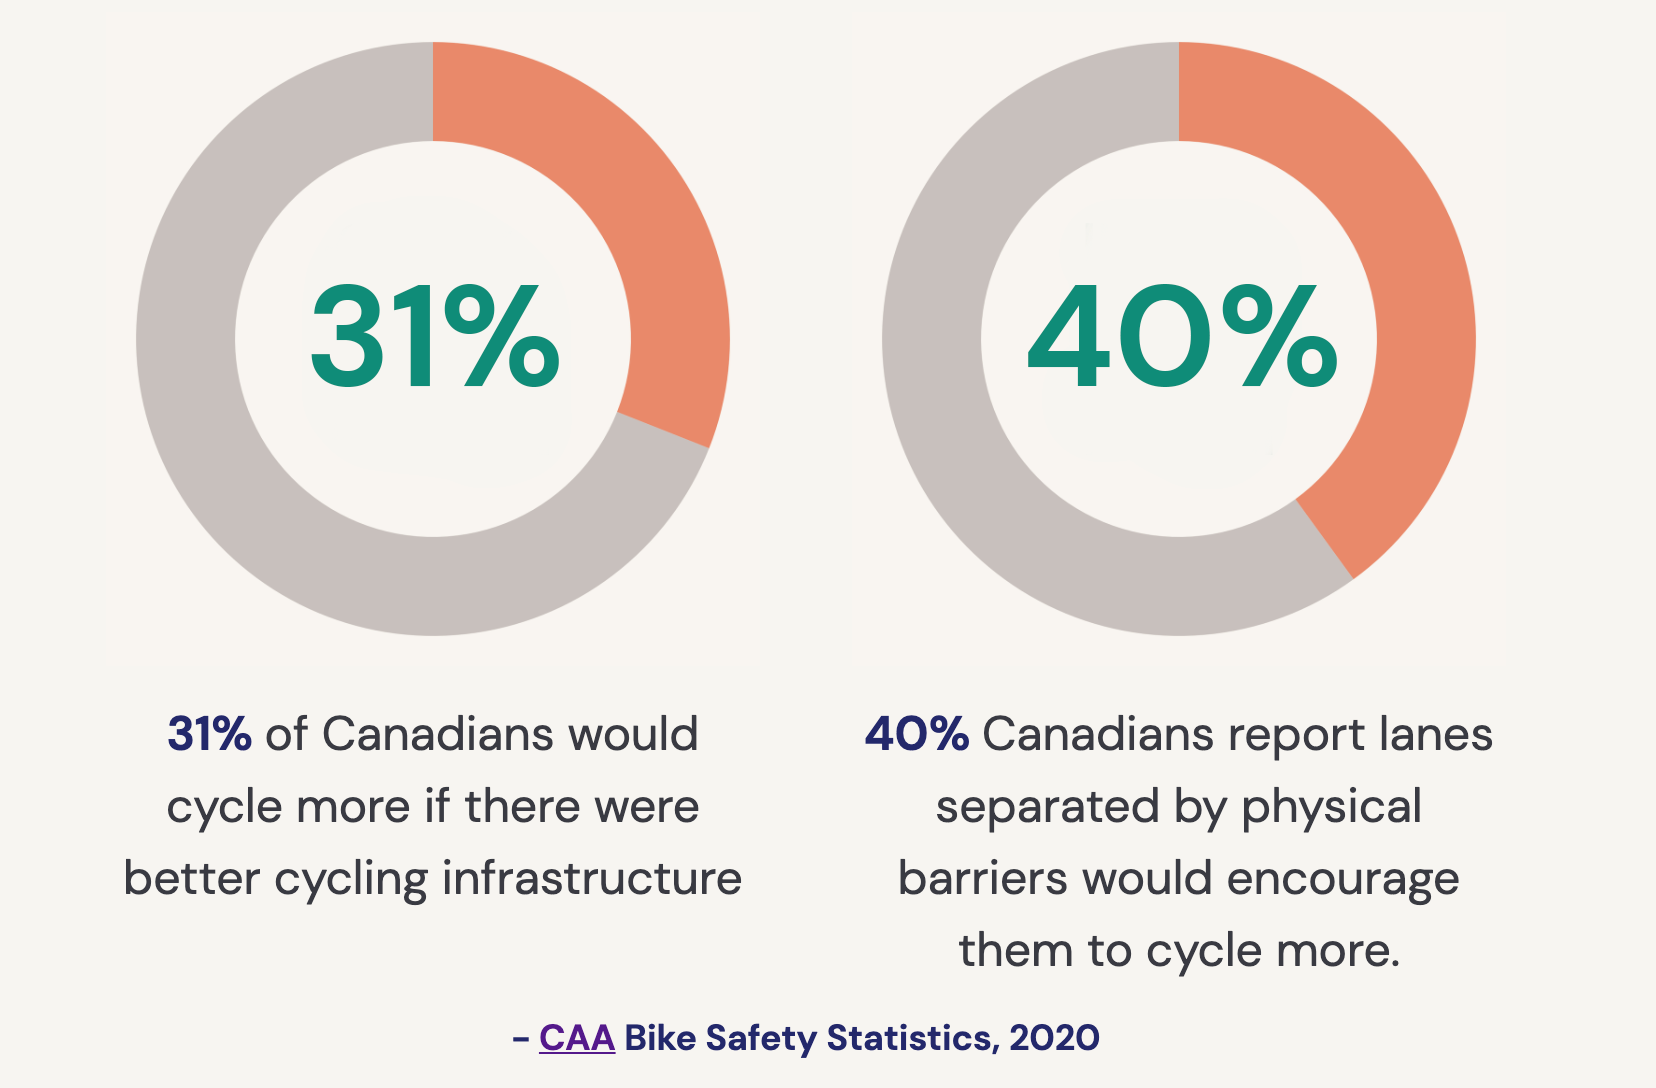 31%
40%
31% of Canadians would
cycle more if there were
better cycling infrastructure
40% Canadians report lanes
separated by physical
barriers would encourage
them to cycle more.
– CAA Bike Safety Statistics, 2020